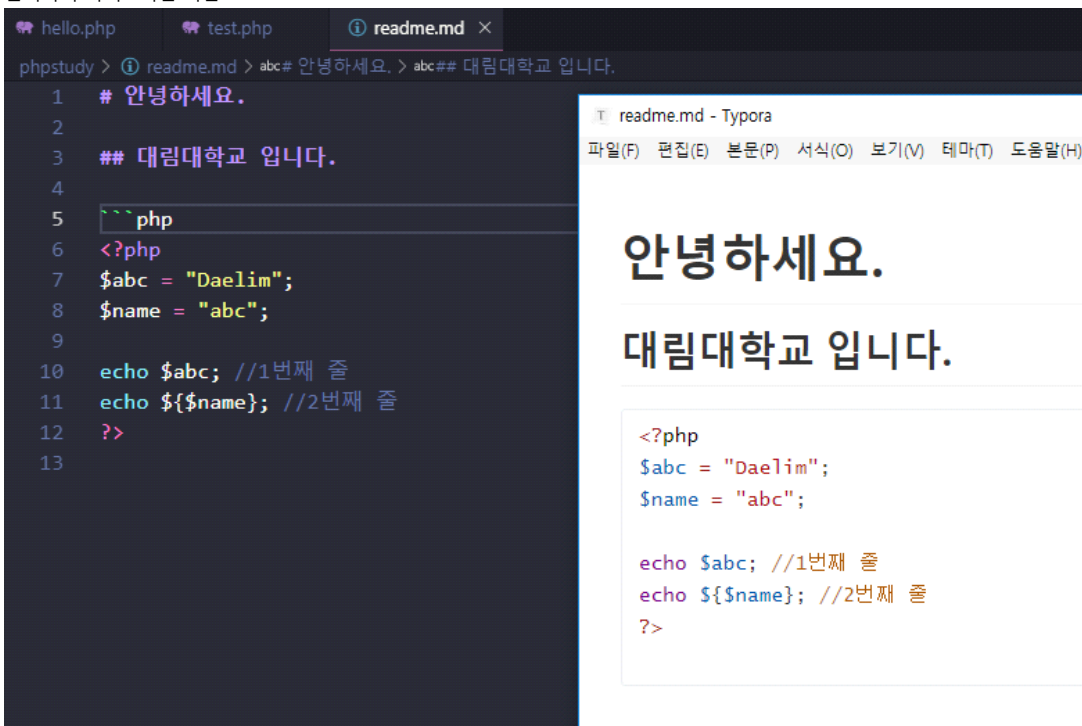 hello.php test.php readme.md
phpstudy > readme.md > abc# 안녕하세요. > abc## 대림대학교 입니다.
1 # 안녕하세요.
2
3 ## 대림대학교 입니다.
4
5 ```php
6 <?php
7 $abc = "Daelim";
8 $name = "abc";
9
10 echo $abc; //1번째 줄
11 echo ${$name}; //2번째 줄
12 ?>
13
readme.md - Typora
파일(F) 편집(E) 본문(P) 서식(O) 보기(V) 테마(T) 도움말(H)
안녕하세요.
대림대학교 입니다.
<?php
$abc = "Daelim";
$name = "abc";
echo $abc; //1번째 줄
echo ${$name}; //2번째 줄
?>